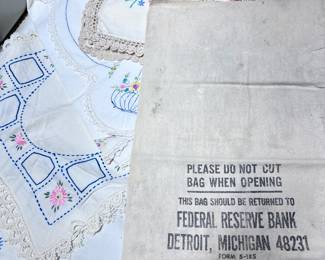 PLEASE DO NOT CUT
BAG WHEN OPENING
THIS BAG SHOULD BE RETURNED TO
FEDERAL RESERVE BANK
DETROIT, MICHIGAN 48231
FORM S-185